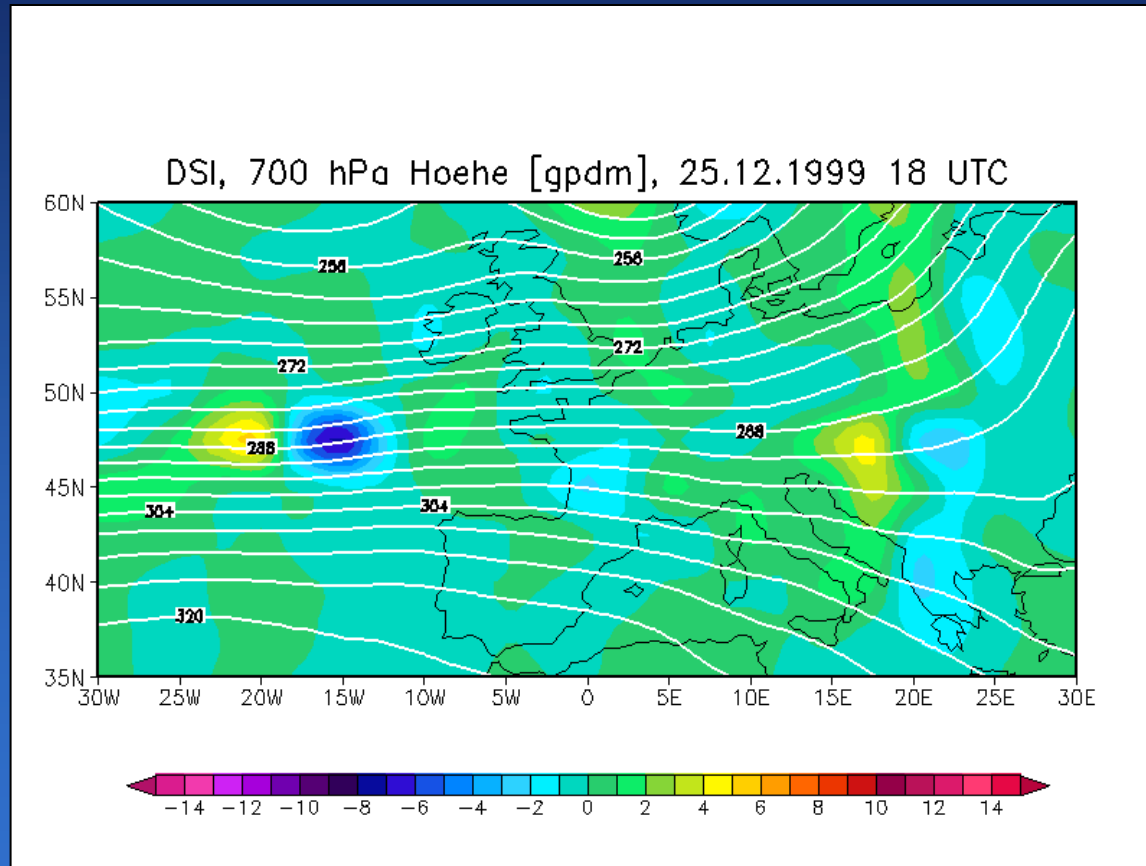 DSI, 700 hPa Hoehe [gpdm], 25.12.1999 18 UTC
60N
256
256
55N
272
272
50N
288
288
45N
304
304
40N
320
35N
30W 25W 20W 15W 10W 5W 0 5E 10E 15E 20E 25E 30E
−14 −12 −10 −8 −6 −4 −2 0 2 4 6 8 10 12 14